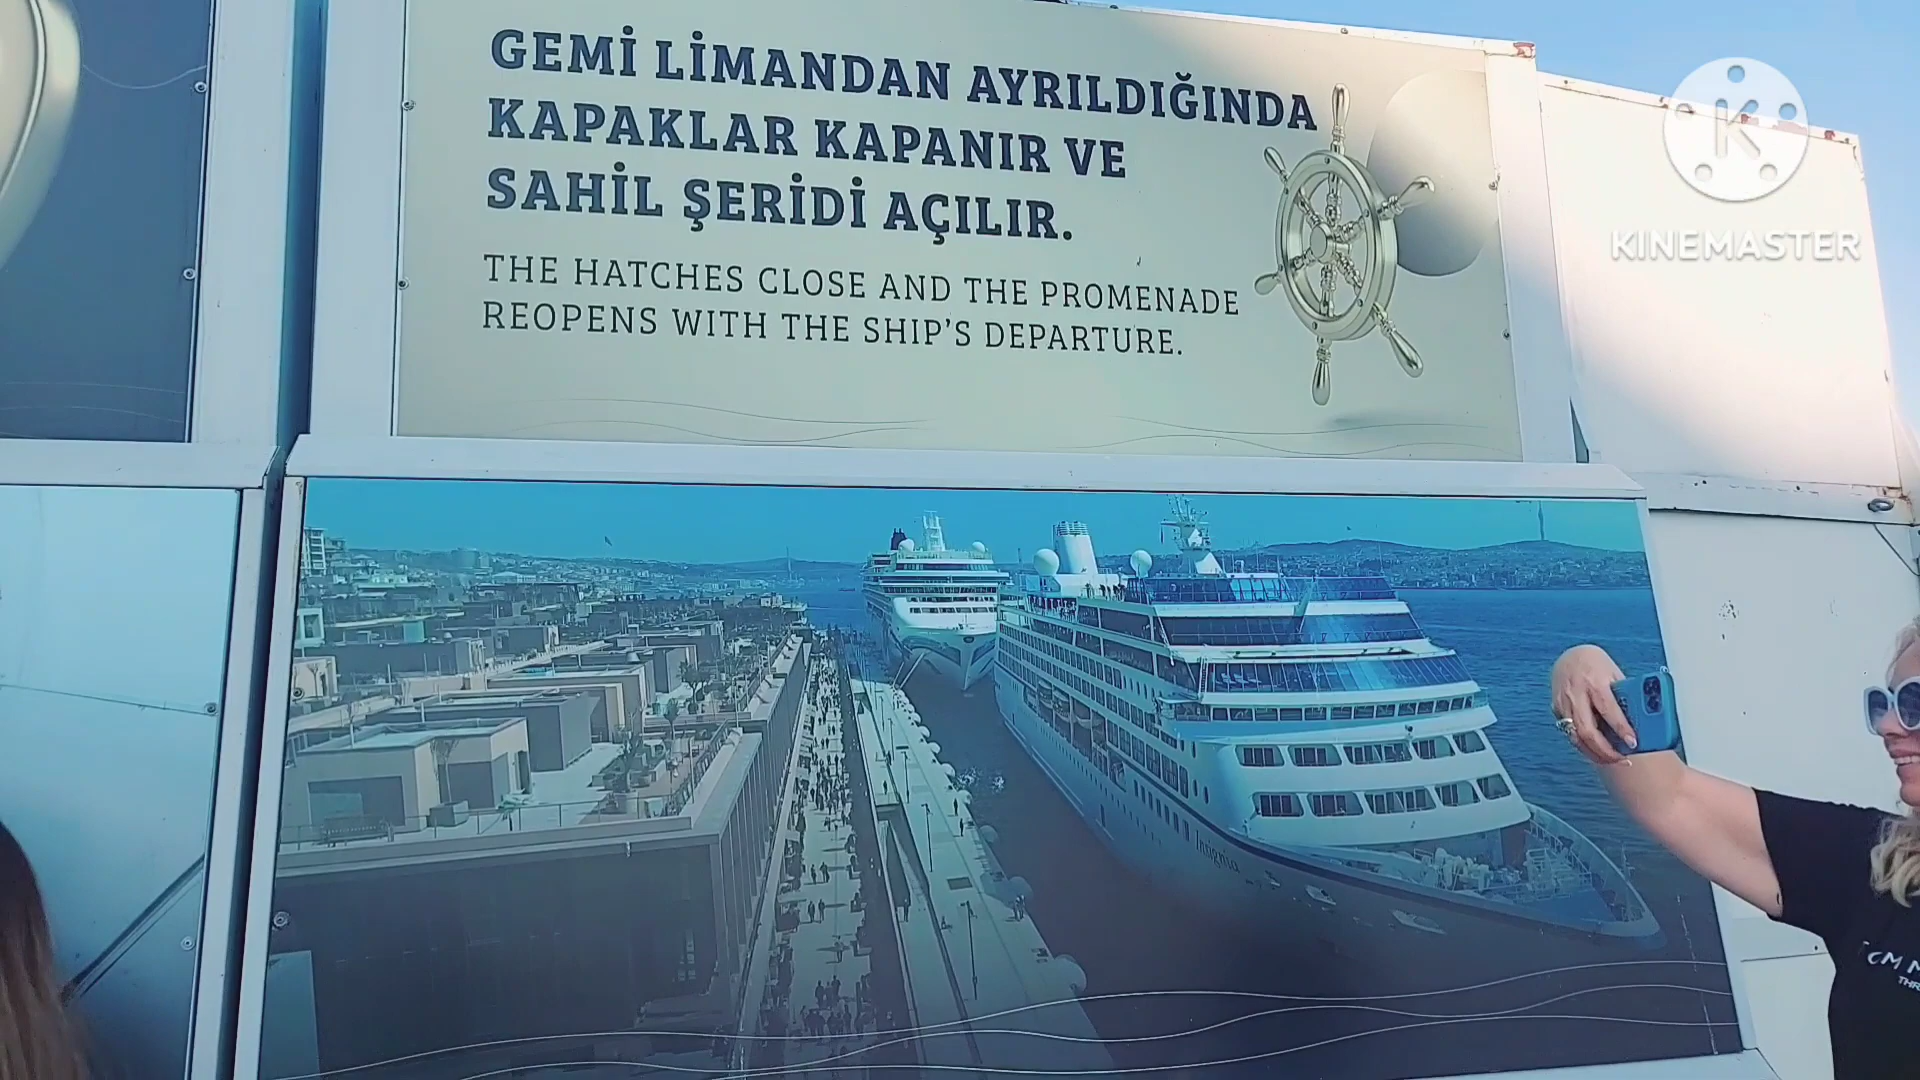 GEMİ LİMANDAN AYRILDIĞINDA
KAPAKLAR KAPANIR VE
SAHİL ŞERİDİ AÇILIR.
THE HATCHES CLOSE AND THE PROMENADE
REOPENS WITH THE SHIP'S DEPARTURE.
K
KINEMASTER
Insignia